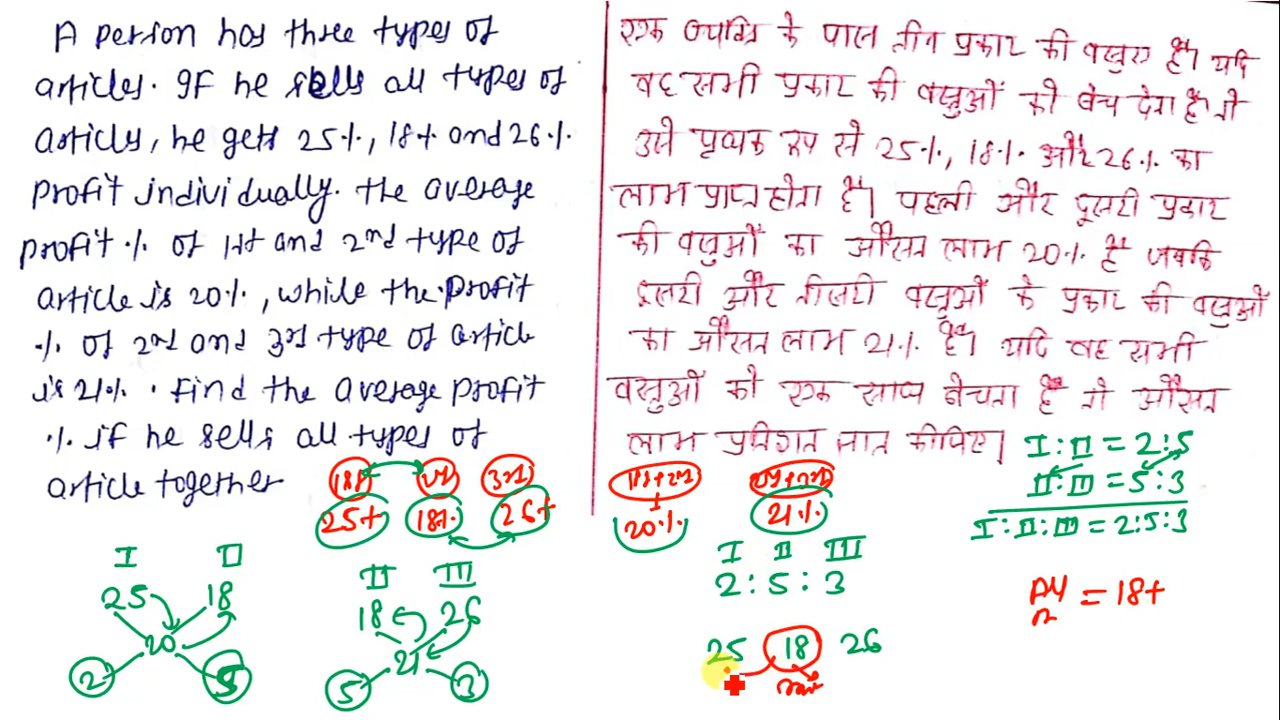 A person has three types of
articles. If he sells all types of
articls, he gets 25%, 18% and 26%
profit individually. The average
profit % of 1st and 2nd type of
article is 20%, while the profit
% of 2nd and 3rd type of article
is 21%. Find the average profit
% if he sells all types of
article together
एक व्यक्ति के पास तीन प्रकार की वस्तुएं हैं। यदि
वह सभी प्रकार की वस्तुओं को बेच देता है तो
उसे पृथक रूप से 25%, 18% और 26% का
लाभ प्राप्त होता है। पहली और दूसरी प्रकार
की वस्तुओं का औसत लाभ 20% है जबकि
दूसरी और तीसरी वस्तुओं के प्रकार की वस्तुओं
का औसत लाभ 21% है। यदि वह सभी
वस्तुओं को एक साथ बेचता है तो औसत
लाभ प्रतिशत ज्ञात कीजिए।
I : II = 2:5
II:III = 5:3
I:II:III = 2:5:3
1st 2nd 3rd
25% 18% 26%
1st+2nd
20% 21%
I II
25 18
20
2 5
II III
18 26
21
5 3
I II III
2:5:3
25 18 26
= 18+